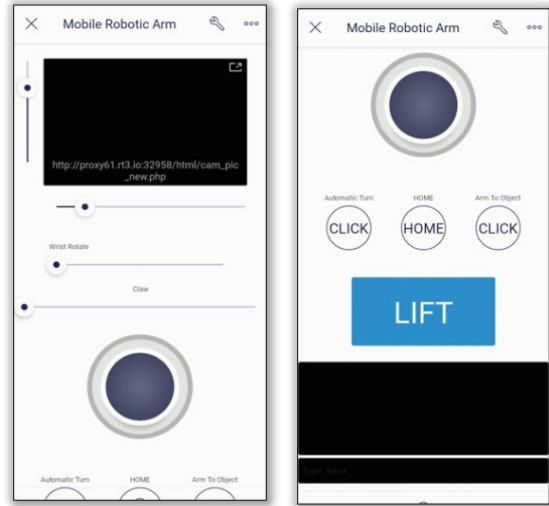 Mobile Robotic Arm
http://proxy61.rt3.io:32958/html/cam_pic
_new.php
Wrist Rotate
Claw
Automatic Turn HOME Arm To Object
Mobile Robotic Arm
Automatic Turn HOME Arm To Object
CLICK HOME CLICK
LIFT
Type here